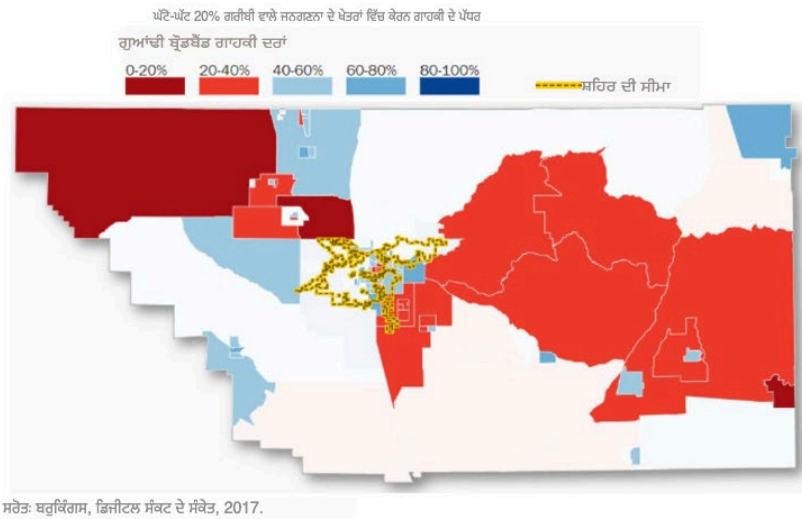 ਘੱਟੋ-ਘੱਟ 20% ਗਰੀਬੀ ਵਾਲੇ ਜਨਗਣਨਾ ਦੇ ਖੇਤਰਾਂ ਵਿੱਚ ਕੇਰਨ ਗਾਹਕੀ ਦੇ ਪੱਧਰ
ਗੁਆਂਢੀ ਬ੍ਰੌਡਬੈਂਡ ਗਾਹਕੀ ਦਰਾਂ
0-20% 20-40% 40-60% 60-80% 80-100%
ਸ਼ਹਿਰ ਦੀ ਸੀਮਾ
ਸਰੋਤ: ਬਰੁਕਿੰਗਸ, ਡਿਜੀਟਲ ਸੰਕਟ ਦੇ ਸੰਕੇਤ, 2017.